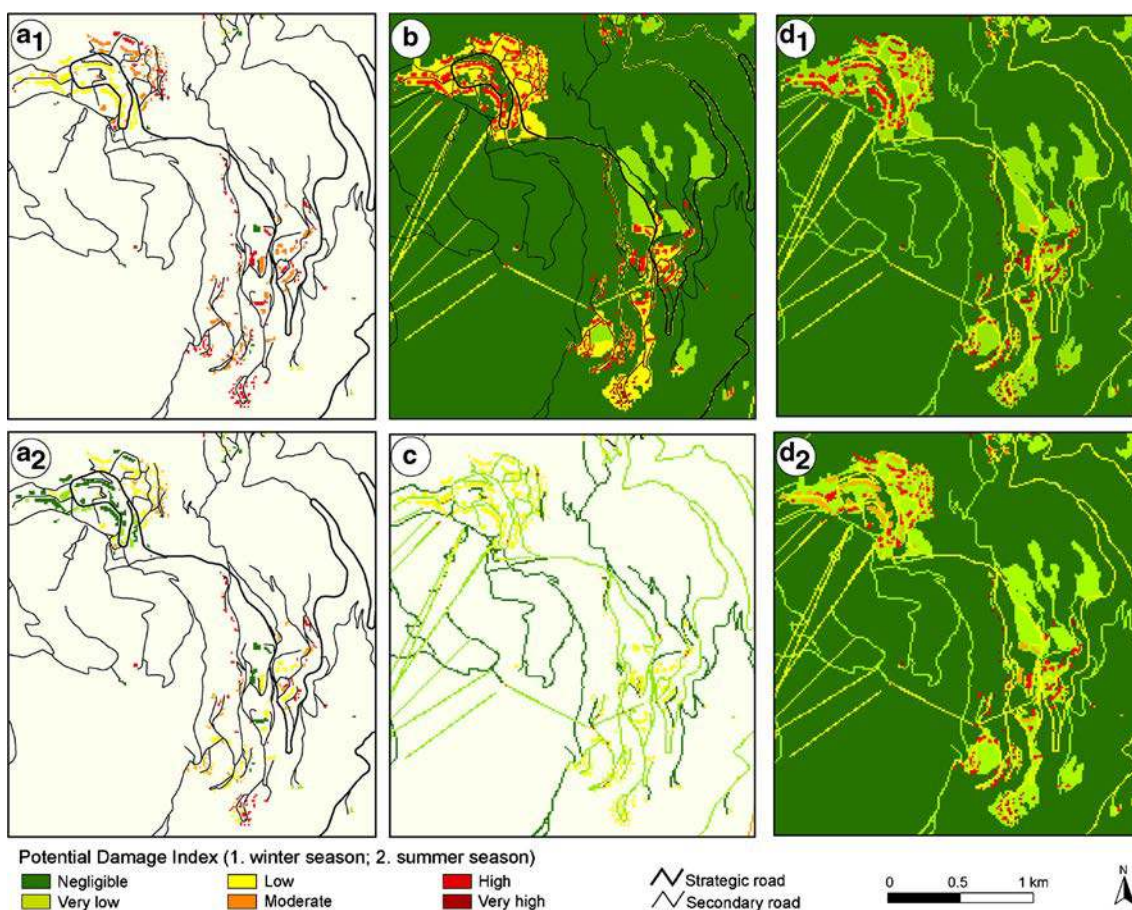 a1
b
d1
a2
c
d2
Potential Damage Index (1. winter season; 2. summer season)
Negligible
Low
High
Strategic road
Very low
Moderate
Very high
Secondary road
0 0.5 1 km
N